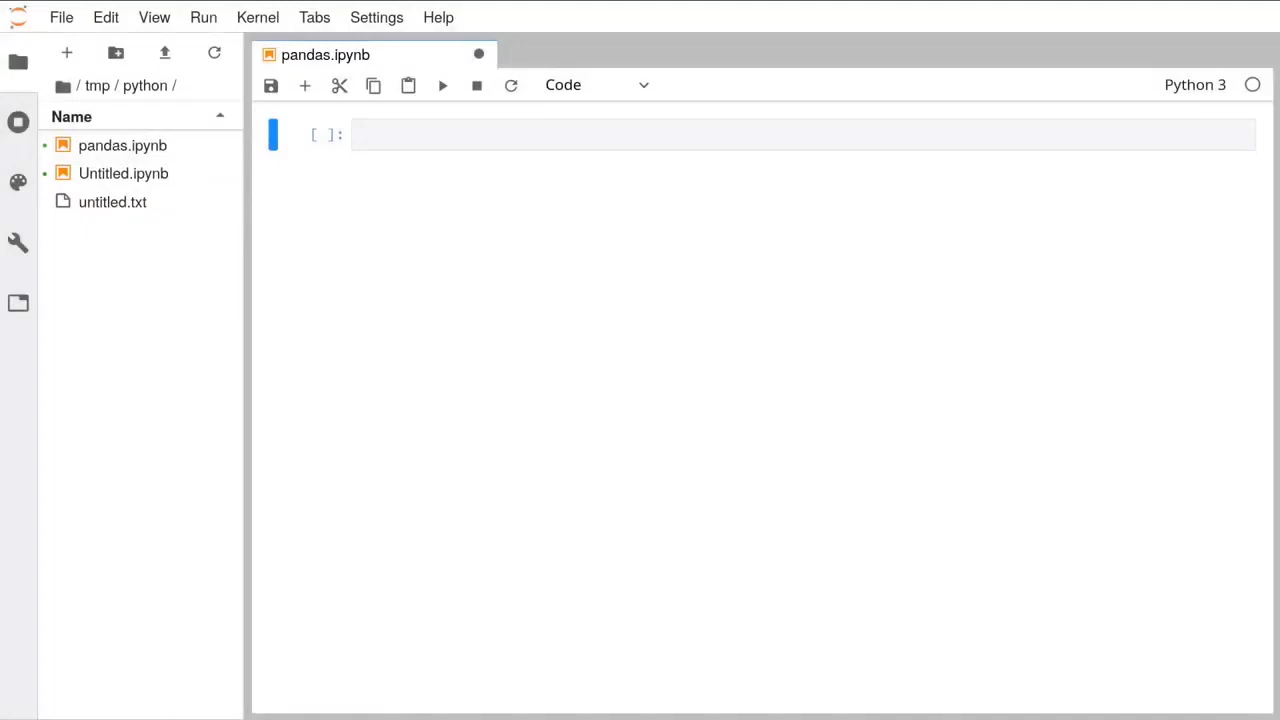 File Edit View Run Kernel Tabs Settings Help
pandas.ipynb
/ tmp / python /
Code
Python 3
Name
[ ]:
pandas.ipynb
Untitled.ipynb
untitled.txt